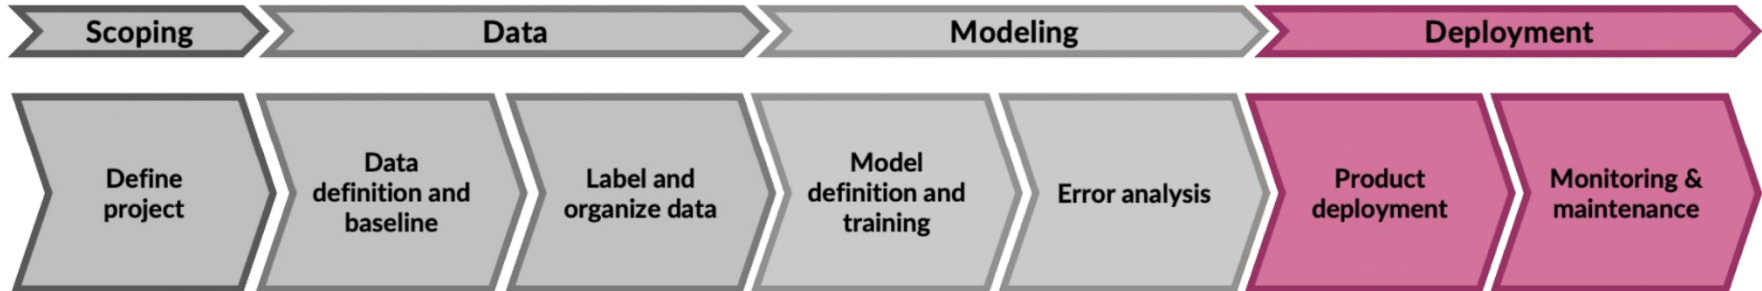 Scoping
Data
Modeling
Deployment
Define
project
Data
definition and
baseline
Label and
organize data
Model
definition and
training
Error analysis
Product
deployment
Monitoring &
maintenance